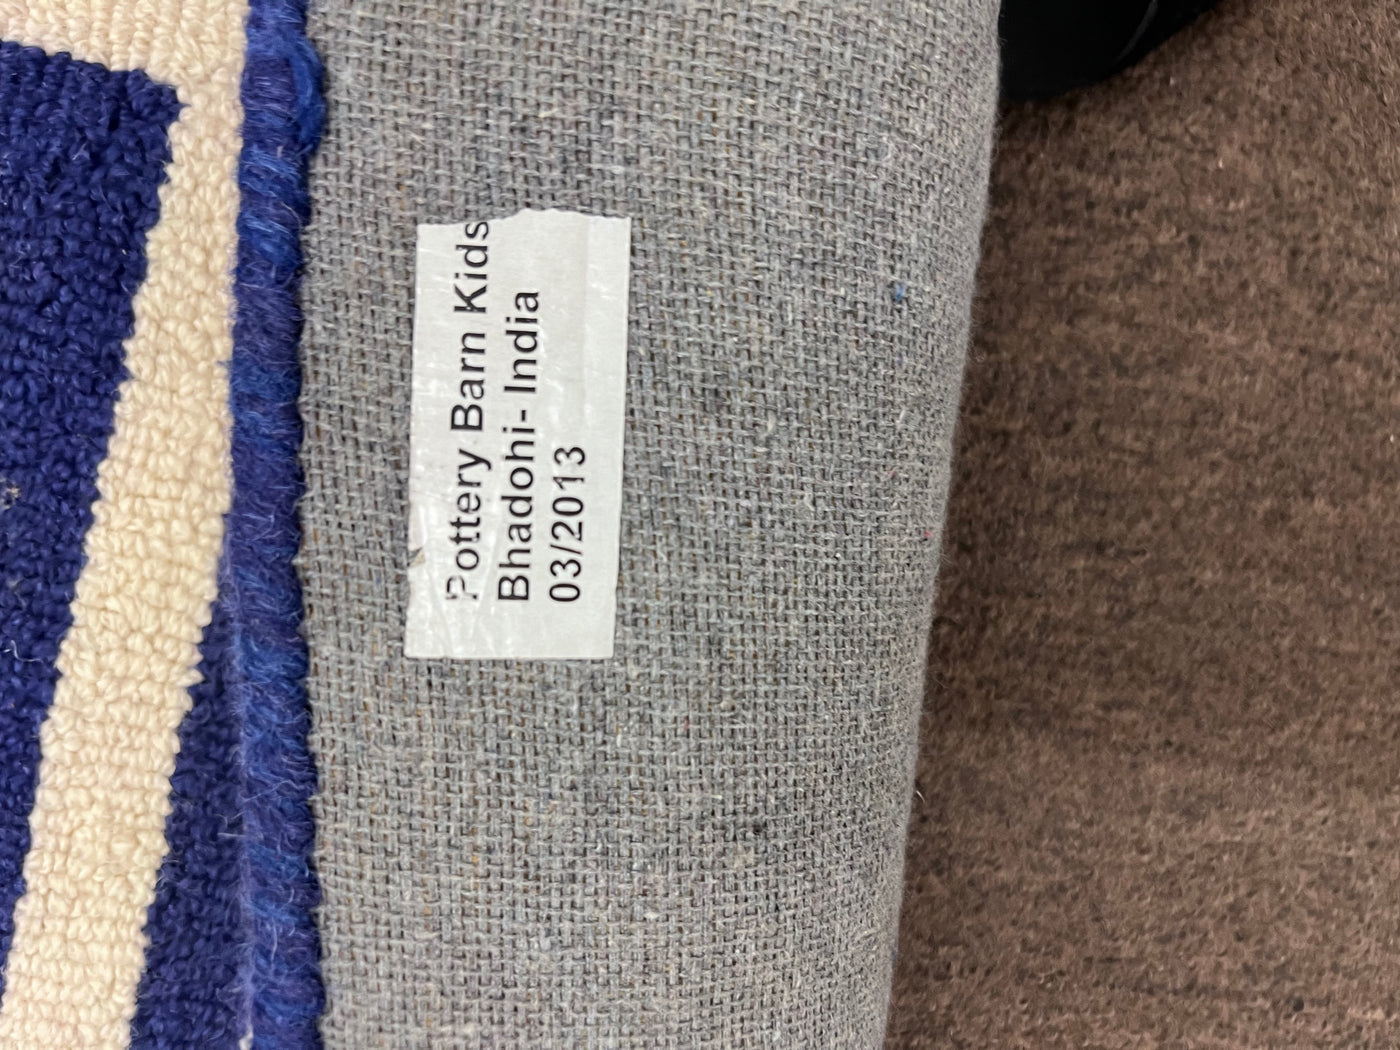 Pottery Barn Kids
Bhadohi- India
03/2013